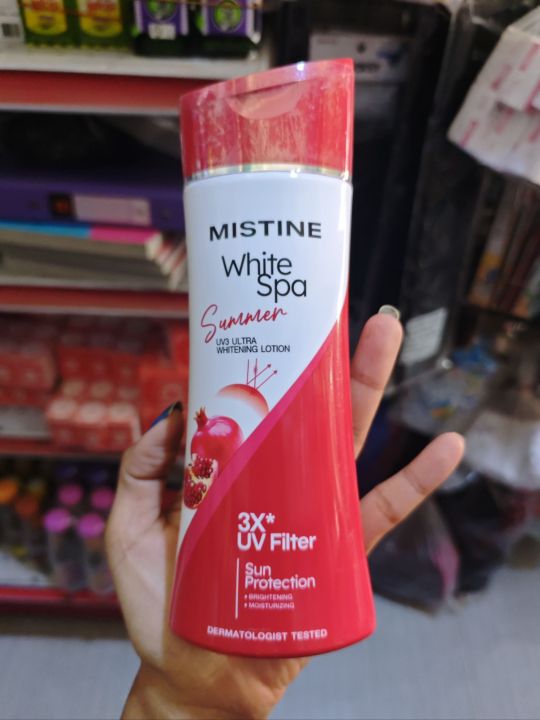 MISTINE
White
Spa
Summer
UV3 ULTRA
WHITENING LOTION
3X*
UV Filter
Sun
Protection
• BRIGHTENING
• MOISTURIZING
DERMATOLOGIST TESTED